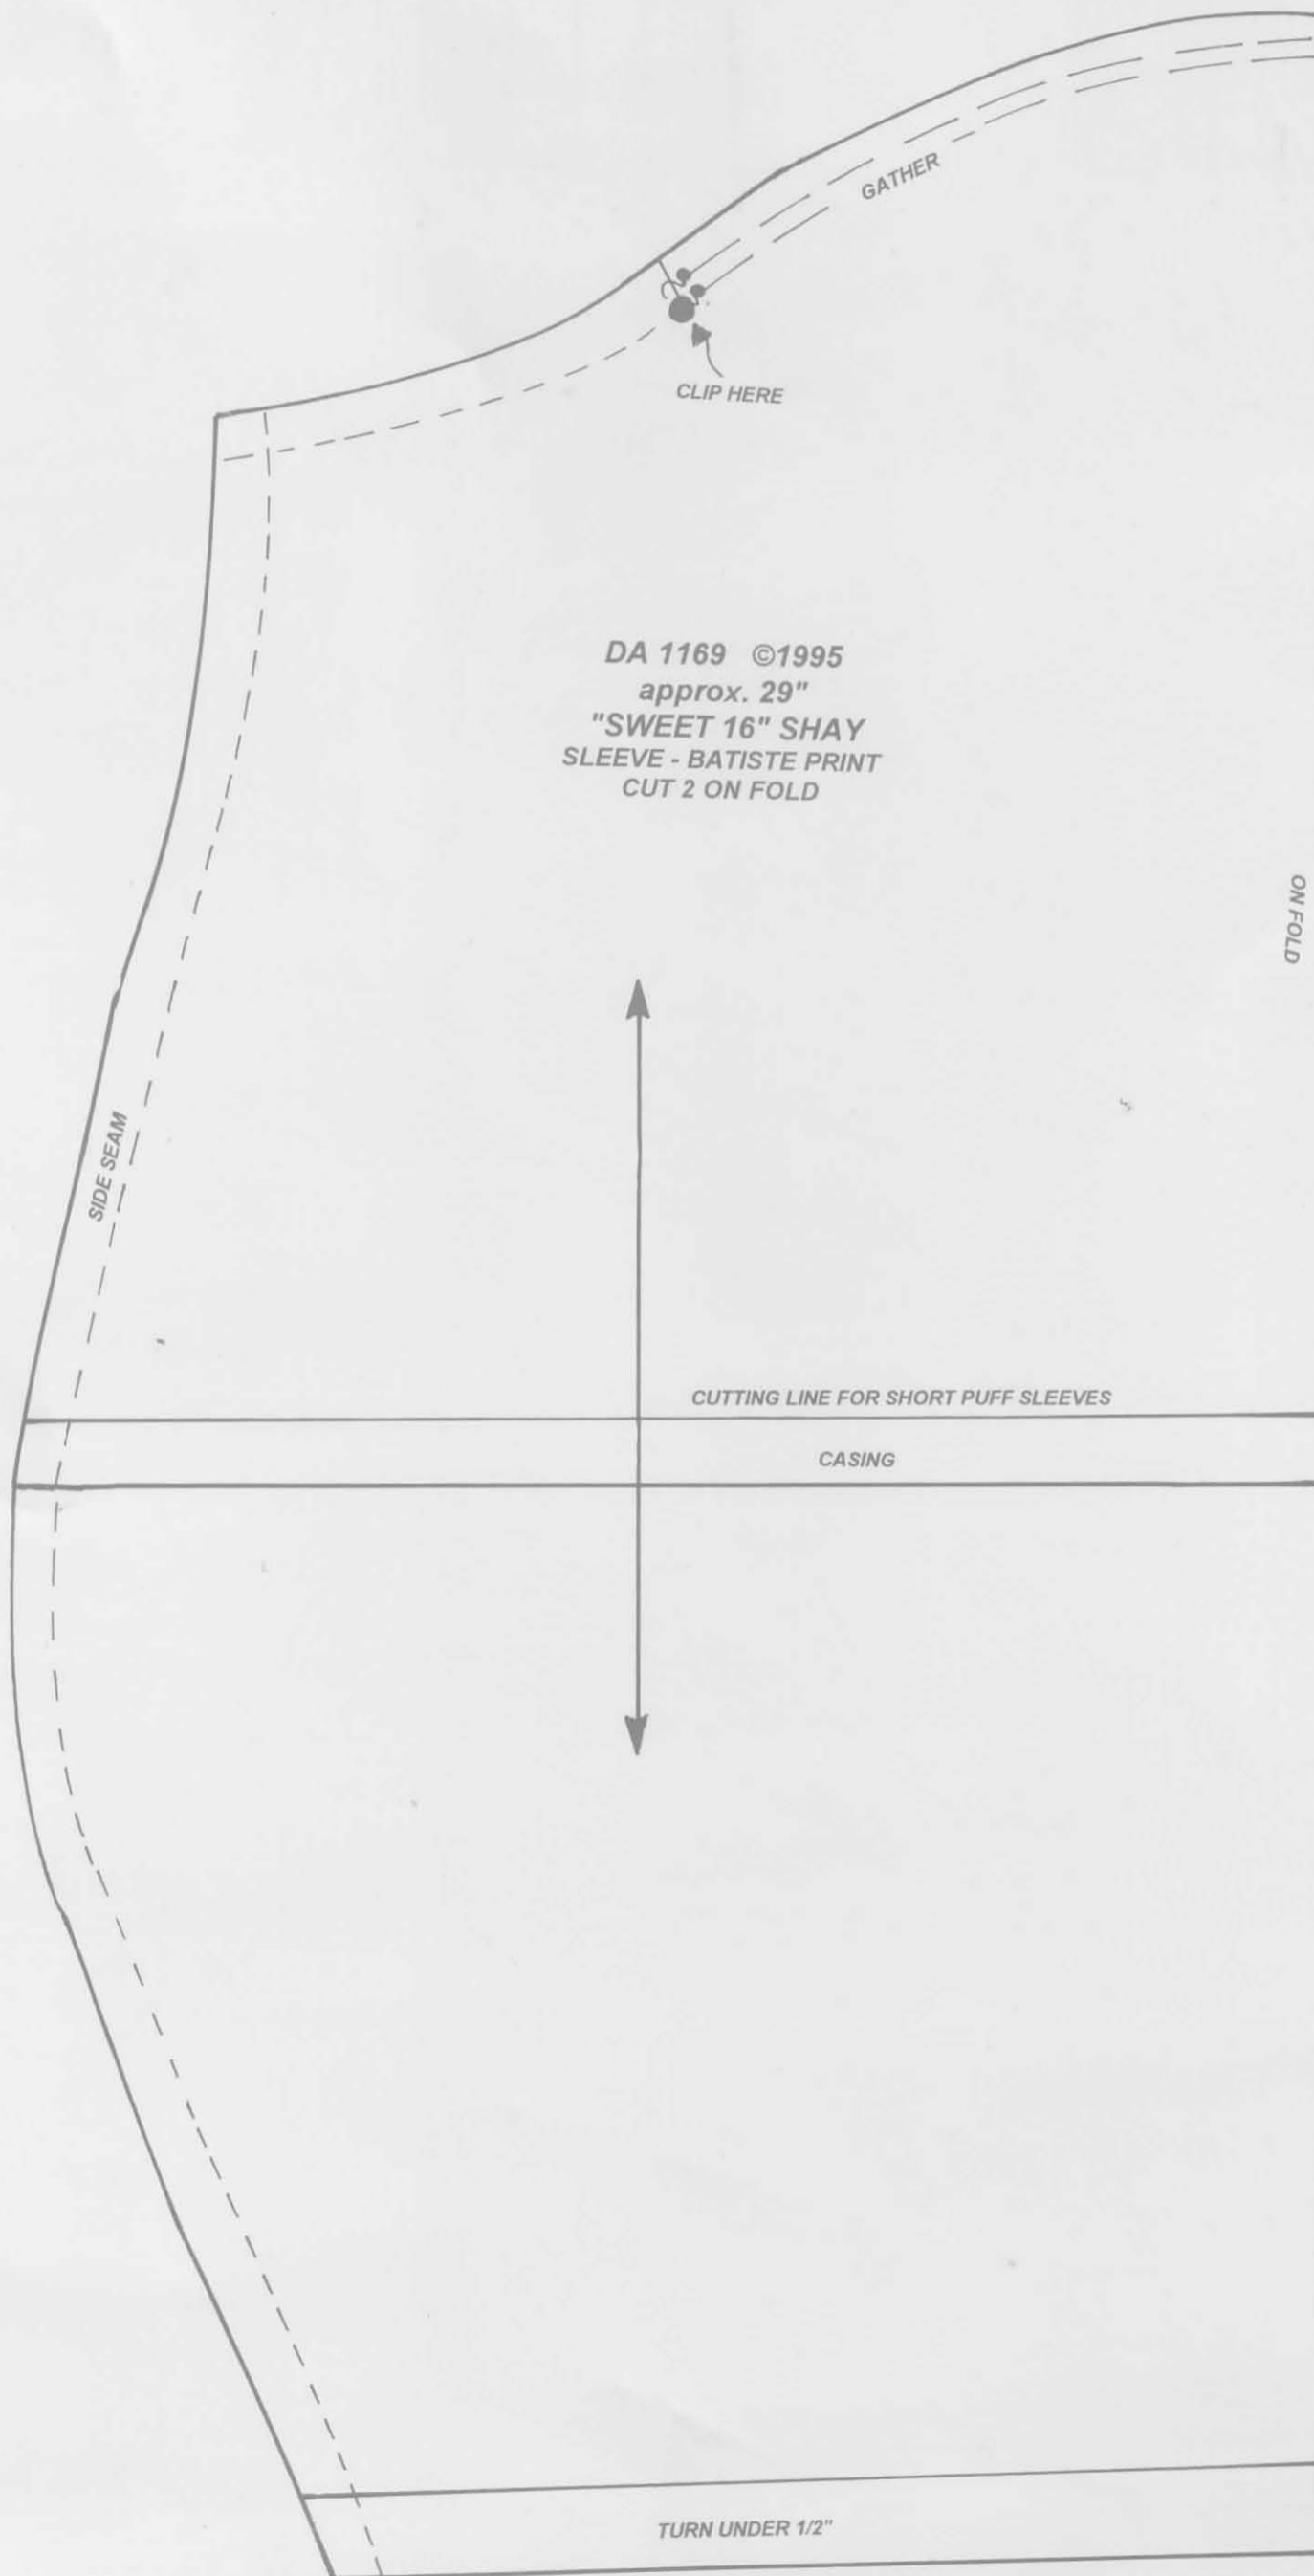 GATHER
CLIP HERE
DA 1169 ©1995
approx. 29"
"SWEET 16" SHAY
SLEEVE - BATISTE PRINT
CUT 2 ON FOLD
ON FOLD
SIDE SEAM
CUTTING LINE FOR SHORT PUFF SLEEVES
CASING
TURN UNDER 1/2"